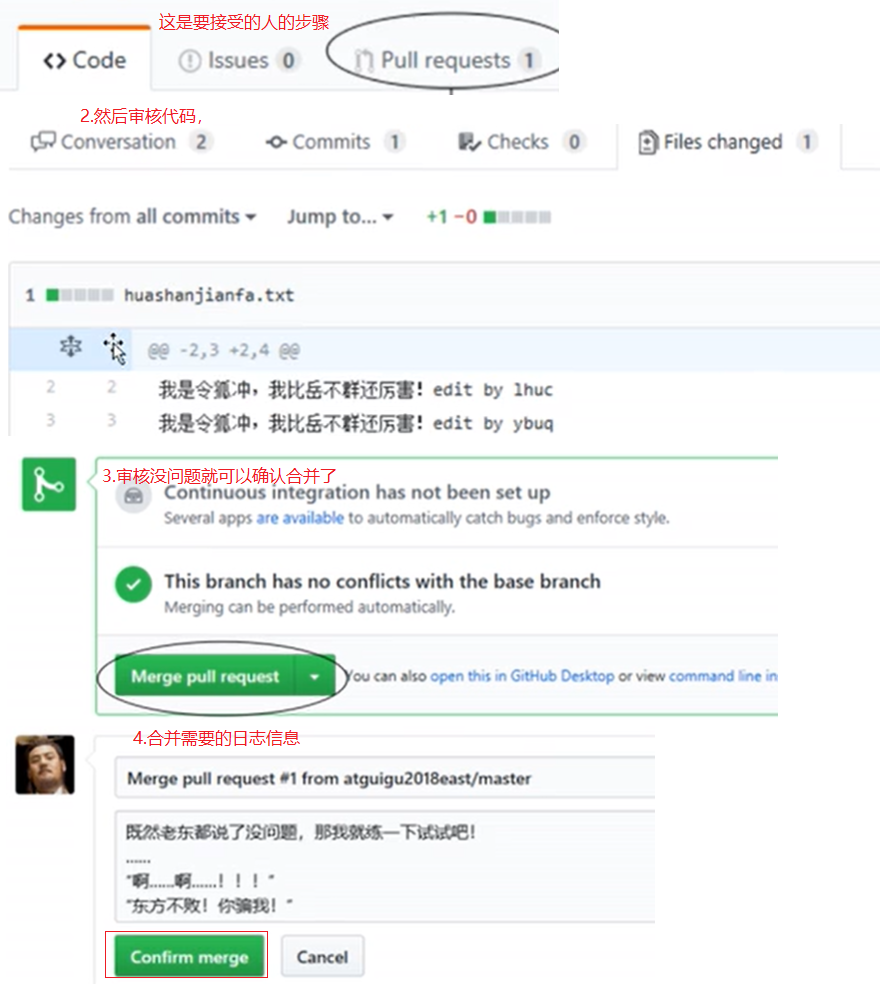 这是要接受的人的步骤
Code Issues 0 Pull requests 1
2.然后审核代码，
Conversation 2 Commits 1 Checks 0 Files changed 1
Changes from all commits Jump to... +1 −0
1 huashanjianfa.txt
@@ -2,3 +2,4 @@
2 2 我是令狐冲，我比岳不群还厉害！edit by lhuc
3 3 我是令狐冲，我比岳不群还厉害！edit by ybuq
3.审核没问题就可以确认合并了
Continuous integration has not been set up
Several apps are available to automatically catch bugs and enforce style.
This branch has no conflicts with the base branch
Merging can be performed automatically.
Merge pull request You can also open this in GitHub Desktop or view command line in
4.合并需要的日志信息
Merge pull request #1 from atguigu2018east/master
既然老东都说了没问题，那我就练一下试试吧！
......
“啊......啊......！！！”
“东方不败！你骗我！”
Confirm merge Cancel